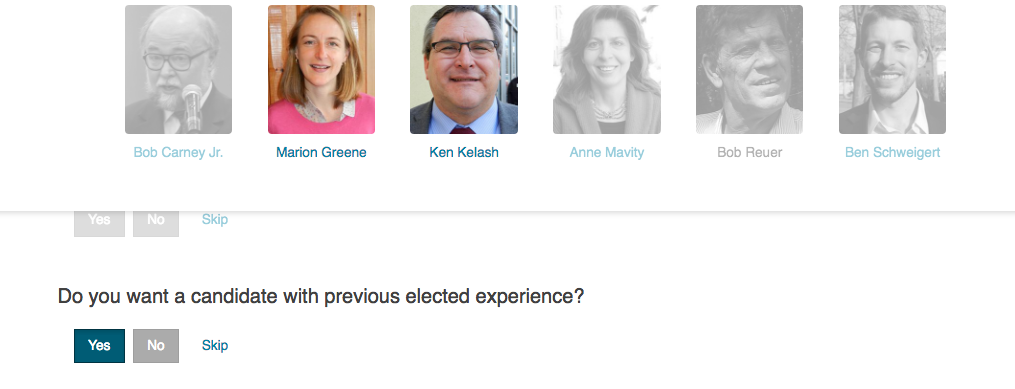 Bob Carney Jr. Marion Greene Ken Kelash Anne Mavity Bob Reuer Ben Schweigert
Yes No Skip
Do you want a candidate with previous elected experience?
Yes No Skip